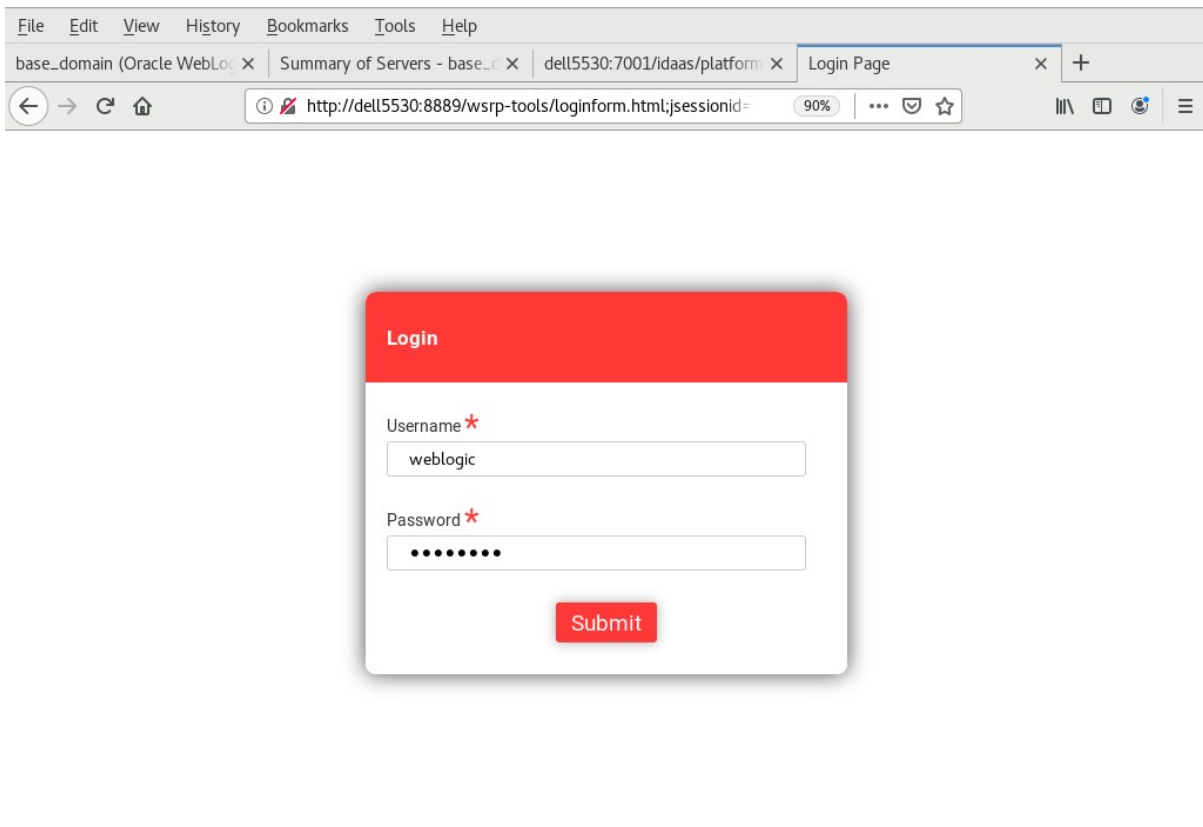 File Edit View History Bookmarks Tools Help
base_domain (Oracle WebLog Summary of Servers - base_d dell5530:7001/idaas/platform Login Page
http://dell5530:8889/wsrp-tools/loginform.html;jsessionid= 90%
Login
Username *
weblogic
Password *
••••••••
Submit